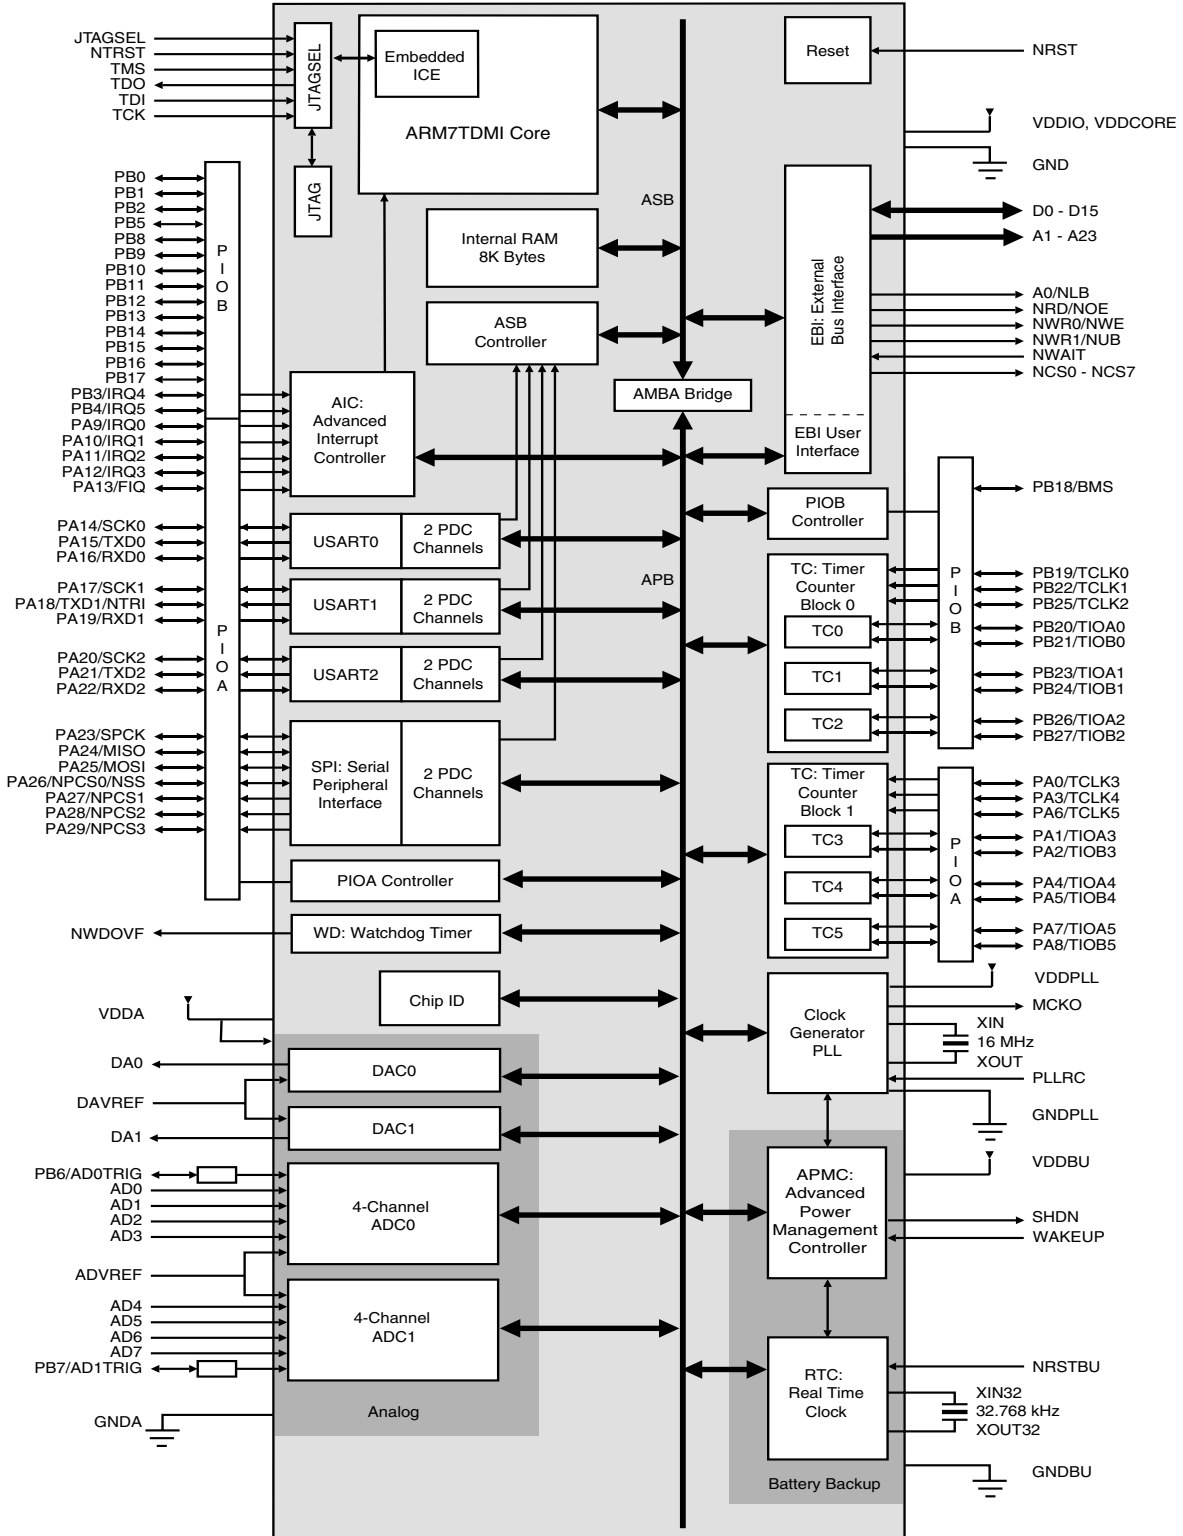 JTAGSEL
NTRST
TMS
TDO
TDI
TCK
JTAGSEL
Embedded
ICE
ARM7TDMI Core
JTAG
Reset
NRST
VDDIO, VDDCORE
GND
PB0
PB1
PB2
PB5
PB8
PB9
PB10
PB11
PB12
PB13
PB14
PB15
PB16
PB17
PB3/IRQ4
PB4/IRQ5
PA9/IRQ0
PA10/IRQ1
PA11/IRQ2
PA12/IRQ3
PA13/FIQ
P
I
O
B
ASB
Internal RAM
8K Bytes
ASB
Controller
AIC:
Advanced
Interrupt
Controller
AMBA Bridge
EBI: External
Bus Interface
EBI User
Interface
D0 - D15
A1 - A23
A0/NLB
NRD/NOE
NWR0/NWE
NWR1/NUB
NWAIT
NCS0 - NCS7
PA14/SCK0
PA15/TXD0
PA16/RXD0
PA17/SCK1
PA18/TXD1/NTRI
PA19/RXD1
PA20/SCK2
PA21/TXD2
PA22/RXD2
PA23/SPCK
PA24/MISO
PA25/MOSI
PA26/NPCS0/NSS
PA27/NPCS1
PA28/NPCS2
PA29/NPCS3
P
I
O
A
USART0
2 PDC
Channels
USART1
2 PDC
Channels
USART2
2 PDC
Channels
SPI: Serial
Peripheral
Interface
2 PDC
Channels
PIOA Controller
APB
PIOB
Controller
TC: Timer
Counter
Block 0
TC0
TC1
TC2
P
I
O
B
PB18/BMS
PB19/TCLK0
PB22/TCLK1
PB25/TCLK2
PB20/TIOA0
PB21/TIOB0
PB23/TIOA1
PB24/TIOB1
PB26/TIOA2
PB27/TIOB2
TC: Timer
Counter
Block 1
TC3
TC4
TC5
P
I
O
A
PA0/TCLK3
PA3/TCLK4
PA6/TCLK5
PA1/TIOA3
PA2/TIOB3
PA4/TIOA4
PA5/TIOB4
PA7/TIOA5
PA8/TIOB5
NWDOVF
WD: Watchdog Timer
Chip ID
VDDA
DA0
DAVREF
DA1
DAC0
DAC1
PB6/AD0TRIG
AD0
AD1
AD2
AD3
4-Channel
ADC0
ADVREF
AD4
AD5
AD6
AD7
PB7/AD1TRIG
4-Channel
ADC1
GNDA
Analog
Clock
Generator
PLL
VDDPLL
MCKO
XIN
16 MHz
XOUT
PLLRC
GNDPLL
APMC:
Advanced
Power
Management
Controller
VDDBU
SHDN
WAKEUP
RTC:
Real Time
Clock
NRSTBU
XIN32
32.768 kHz
XOUT32
GNDBU
Battery Backup